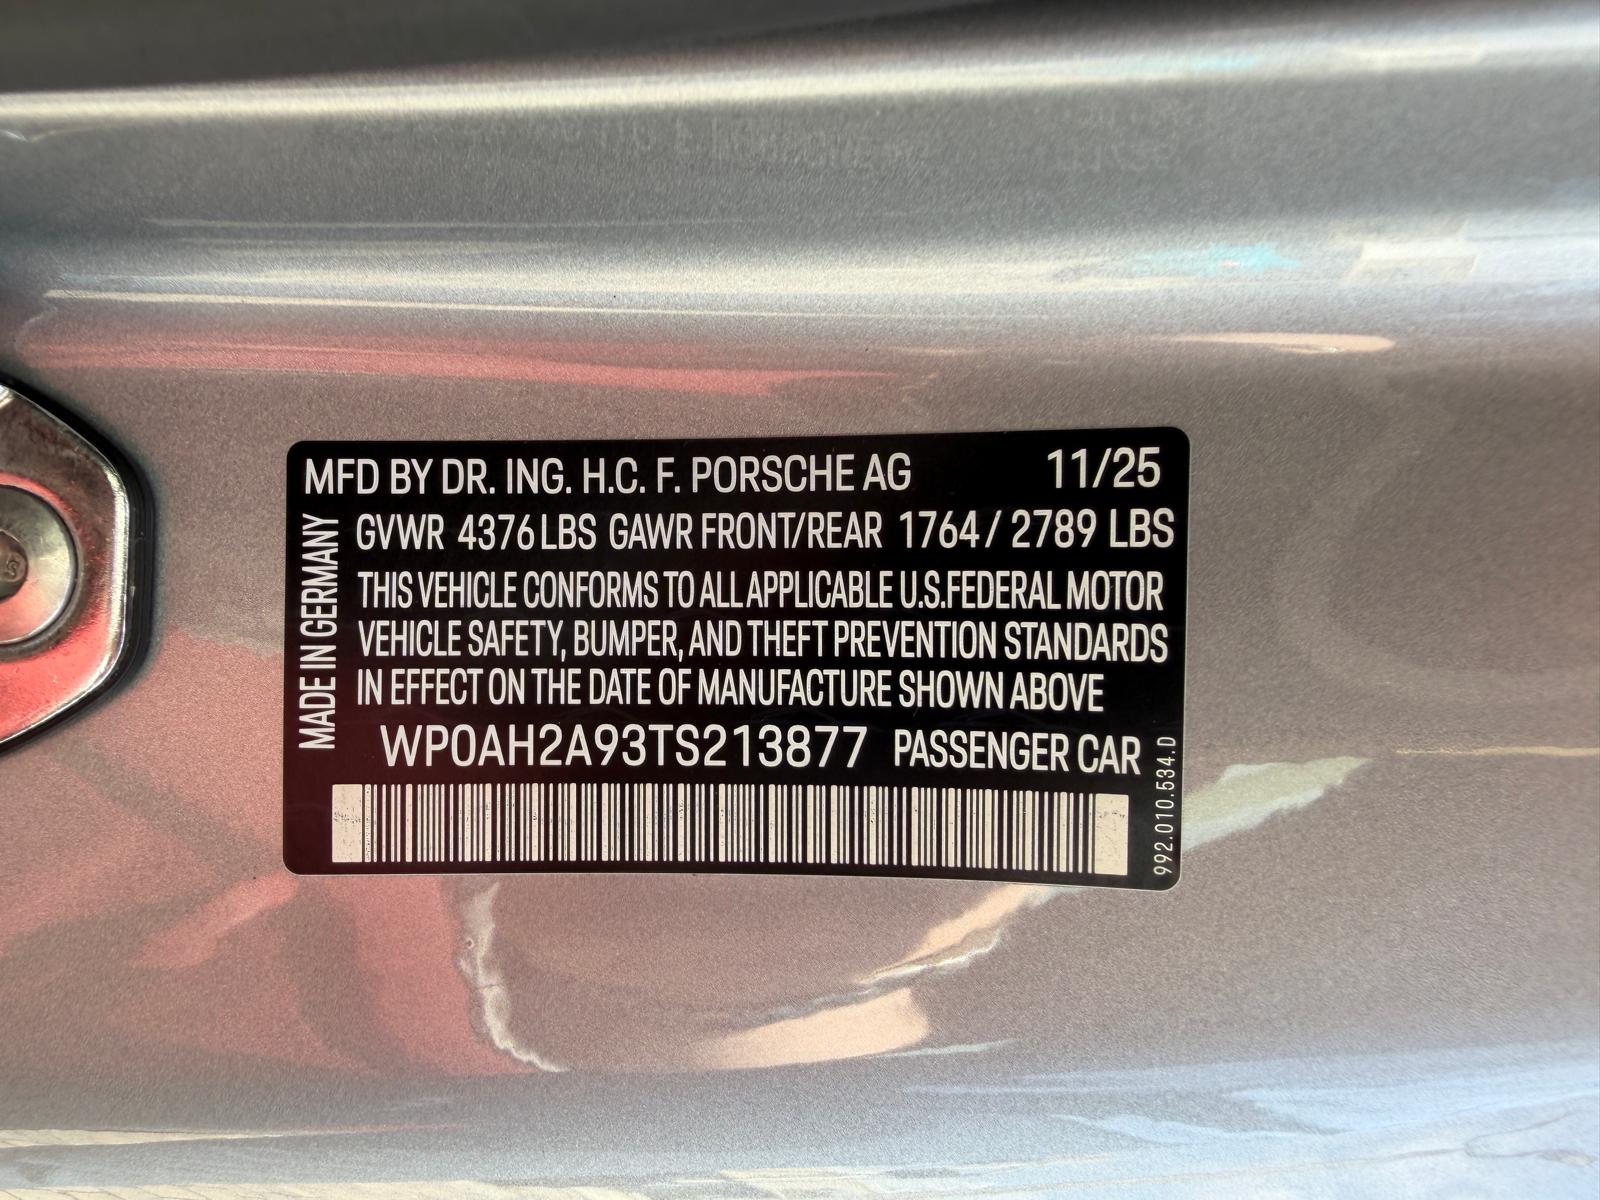 MFD BY DR. ING. H.C. F. PORSCHE AG 11/25
GVWR 4376 LBS GAWR FRONT/REAR 1764 / 2789 LBS
THIS VEHICLE CONFORMS TO ALL APPLICABLE U.S.FEDERAL MOTOR
VEHICLE SAFETY, BUMPER, AND THEFT PREVENTION STANDARDS
IN EFFECT ON THE DATE OF MANUFACTURE SHOWN ABOVE
WP0AH2A93TS213877 PASSENGER CAR
MADE IN GERMANY
992.010.534.D